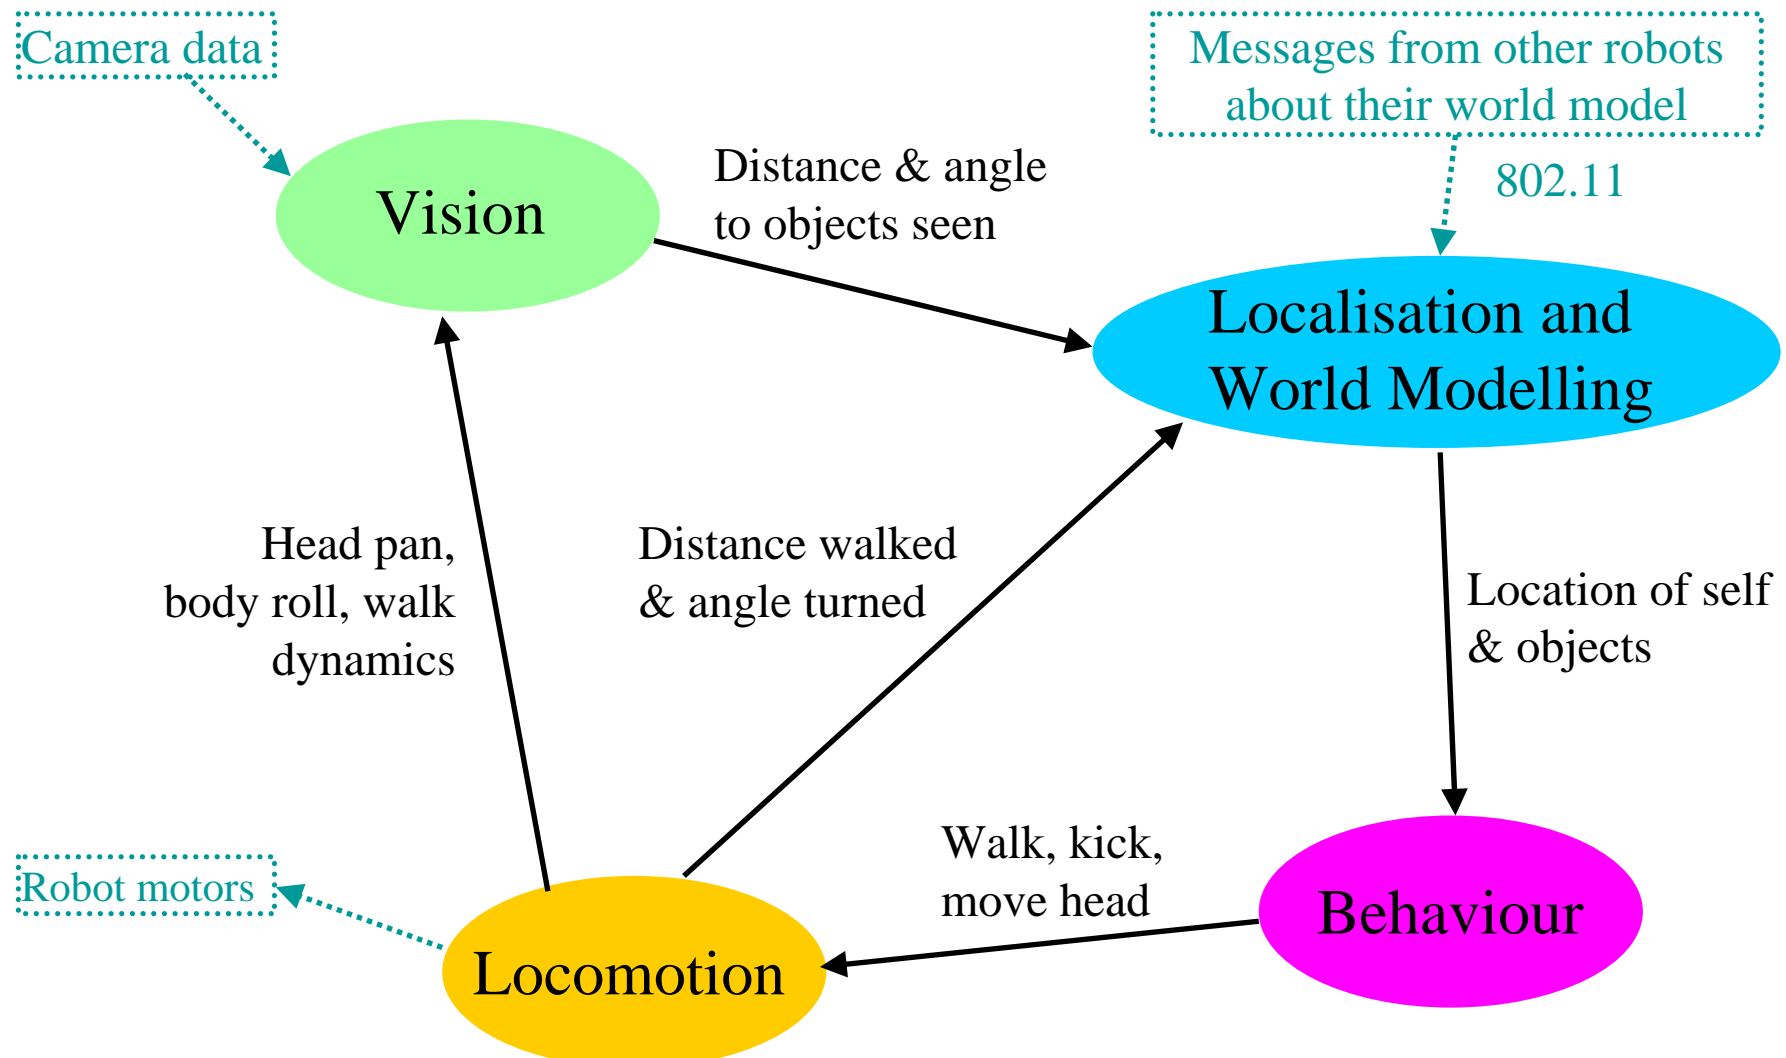 Camera data
Messages from other robots
about their world model
802.11
Vision
Distance & angle
to objects seen
Localisation and
World Modelling
Head pan,
body roll, walk
dynamics
Distance walked
& angle turned
Location of self
& objects
Walk, kick,
move head
Robot motors
Behaviour
Locomotion